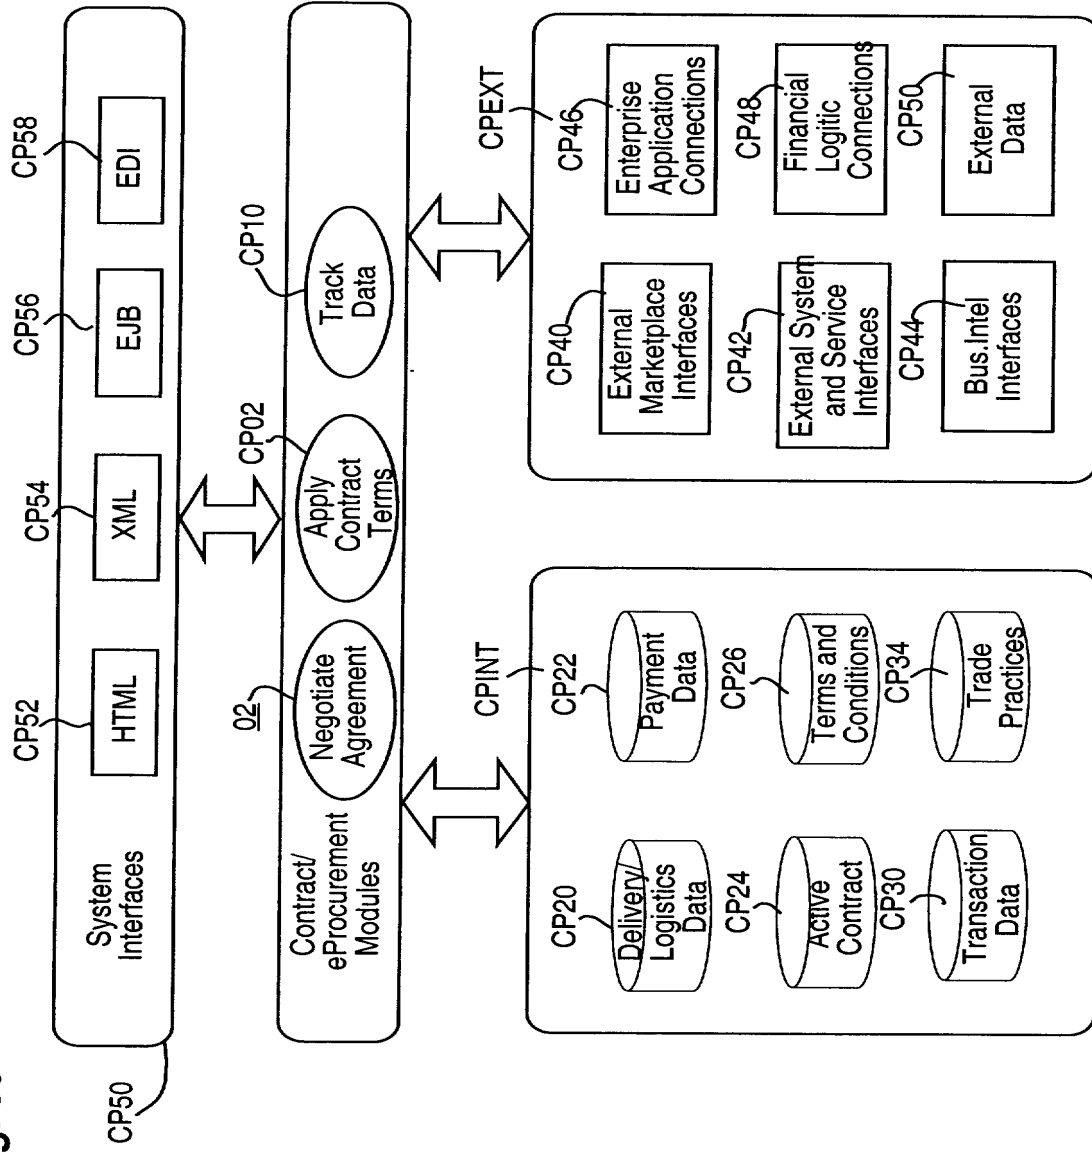 CP50
System
Interfaces
CP52
HTML
CP54
XML
CP56
EJB
CP58
EDI
Contract/
eProcurement
Modules
02
Negotiate
Agreement
CP02
Apply
Contract
Terms
CP10
Track
Data
CPINT
CP20
Delivery/
Logistics
Data
CP22
Payment
Data
CP24
Active
Contract
CP26
Terms and
Conditions
CP30
Transaction
Data
CP34
Trade
Practices
CPEXT
CP40
External
Marketplace
Interfaces
CP46
Enterprise
Application
Connections
CP42
External System
and Service
Interfaces
CP48
Financial
Logitic
Connections
CP44
Bus.Intel
Interfaces
CP50
External
Data